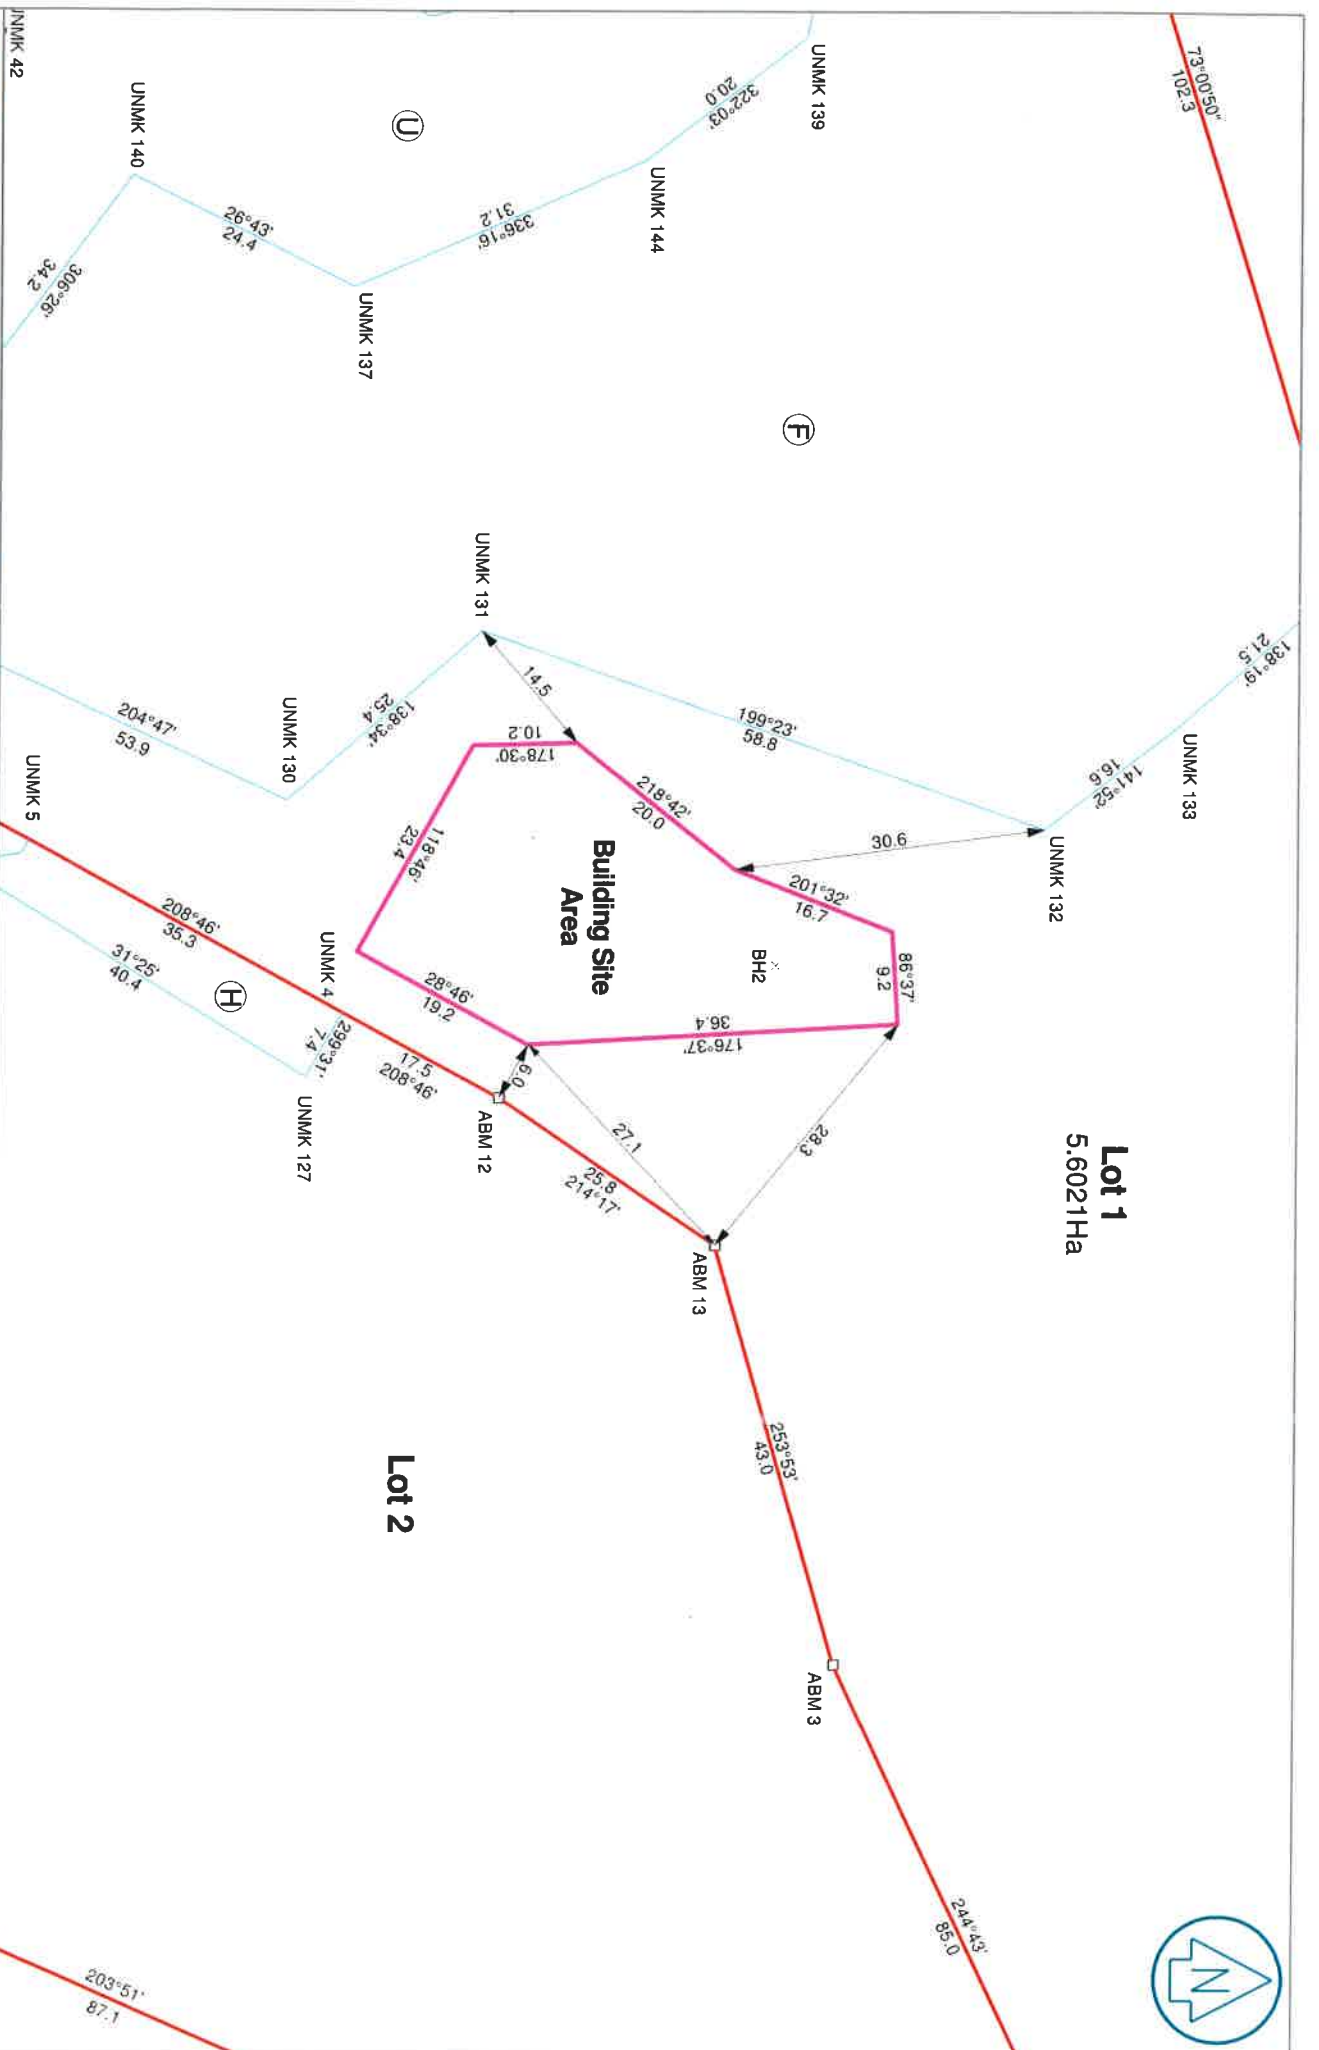 73°00'50"
102.3
UNMK 139
322°03'
20.0
UNMK 144
336°16'
31.2
UNMK 137
26°43'
24.4
UNMK 140
306°26'
34.2
UNMK 42
U
F
138°19'
21.5
UNMK 133
141°52'
16.6
UNMK 132
199°23'
58.8
UNMK 131
138°34'
25.4
UNMK 130
204°47'
53.9
UNMK 5
30.6
14.5
178°30'
10.2
218°42'
20.0
201°32'
16.7
86°37'
9.2
176°37'
36.4
28°46'
19.2
118°46'
23.4
Building Site
Area
BH2
208°46'
35.3
UNMK 4
31°25'
40.4
H
299°31'
7.4
UNMK 127
17.5
208°46'
6.0
ABM 12
27.1
28.3
25.8
214°17'
ABM 13
Lot 1
5.6021Ha
253°53'
43.0
Lot 2
ABM 3
244°43'
85.0
203°51'
87.1
N